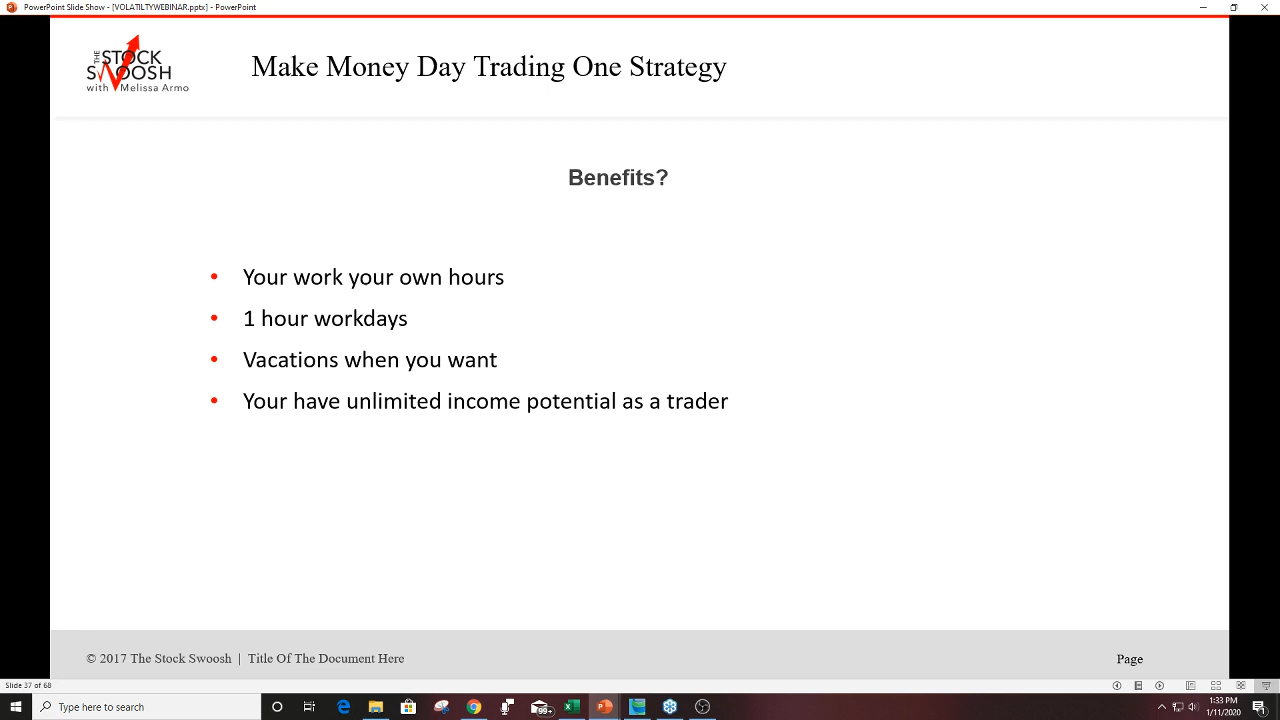 PowerPoint Slide Show - [VOLATILTYWEBINAR.pptx] - PowerPoint
THE
STOCK
SWOOSH
with Melissa Armo
Make Money Day Trading One Strategy
Benefits?
• Your work your own hours
• 1 hour workdays
• Vacations when you want
• Your have unlimited income potential as a trader
© 2017 The Stock Swoosh | Title Of The Document Here
Page
Slide 37 of 68
Type here to search
99+
1:33 PM
1/11/2020